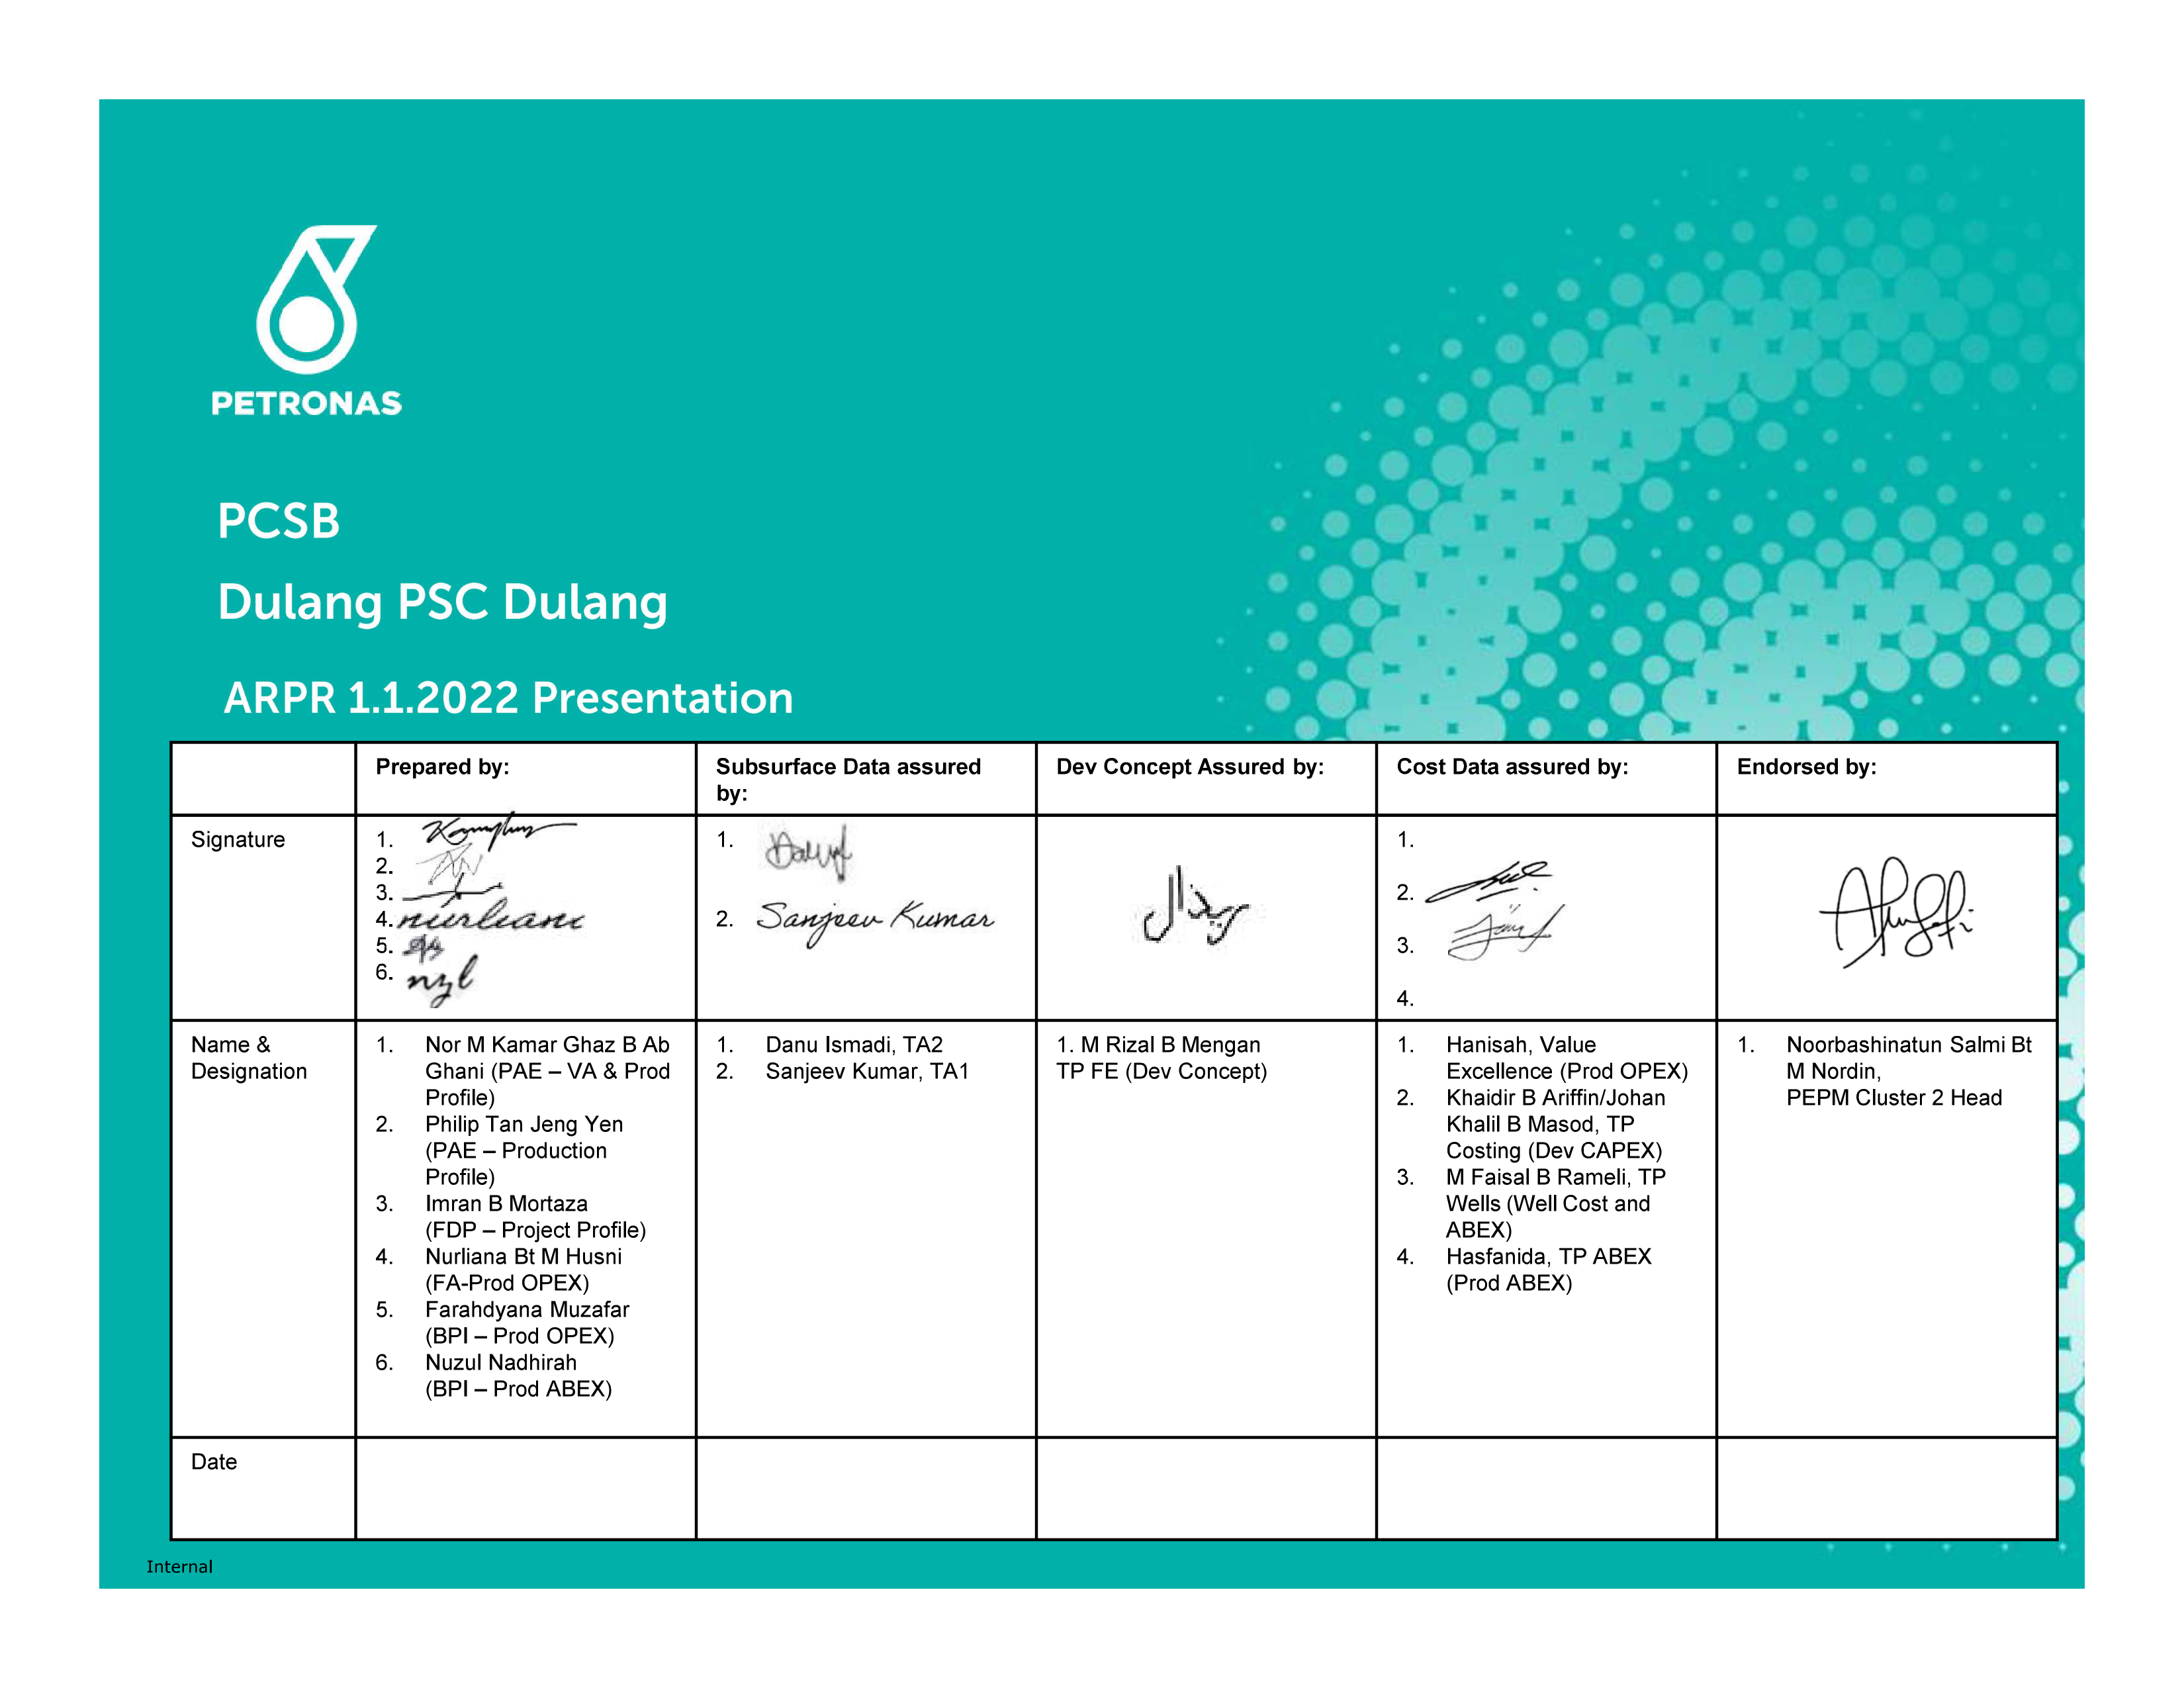 PETRONAS
PCSB
Dulang PSC Dulang
ARPR 1.1.2022 Presentation
Prepared by:
Subsurface Data assured
by:
Dev Concept Assured by:
Cost Data assured by:
Endorsed by:
Signature
1.
2.
3.
4. nurliana
5.
6. nzl
1.
2. Sanjeev Kumar
1.
2.
3.
4.
Name &
Designation
1. Nor M Kamar Ghaz B Ab
Ghani (PAE – VA & Prod
Profile)
2. Philip Tan Jeng Yen
(PAE – Production
Profile)
3. Imran B Mortaza
(FDP – Project Profile)
4. Nurliana Bt M Husni
(FA-Prod OPEX)
5. Farahdyana Muzafar
(BPI – Prod OPEX)
6. Nuzul Nadhirah
(BPI – Prod ABEX)
1. Danu Ismadi, TA2
2. Sanjeev Kumar, TA1
1. M Rizal B Mengan
TP FE (Dev Concept)
1. Hanisah, Value
Excellence (Prod OPEX)
2. Khaidir B Ariffin/Johan
Khalil B Masod, TP
Costing (Dev CAPEX)
3. M Faisal B Rameli, TP
Wells (Well Cost and
ABEX)
4. Hasfanida, TP ABEX
(Prod ABEX)
1. Noorbashinatun Salmi Bt
M Nordin,
PEPM Cluster 2 Head
Date
Internal